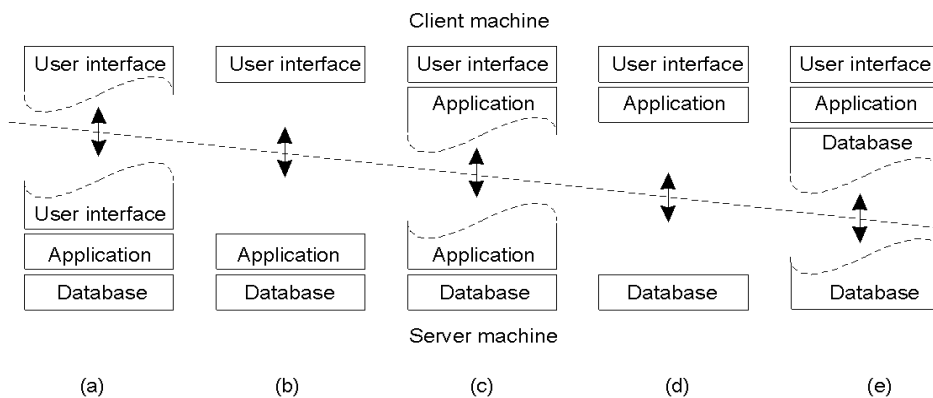 Client machine
User interface User interface User interface User interface User interface
Application Application Application
Database
User interface
Application Application Application
Database Database Database Database Database
Server machine
(a) (b) (c) (d) (e)